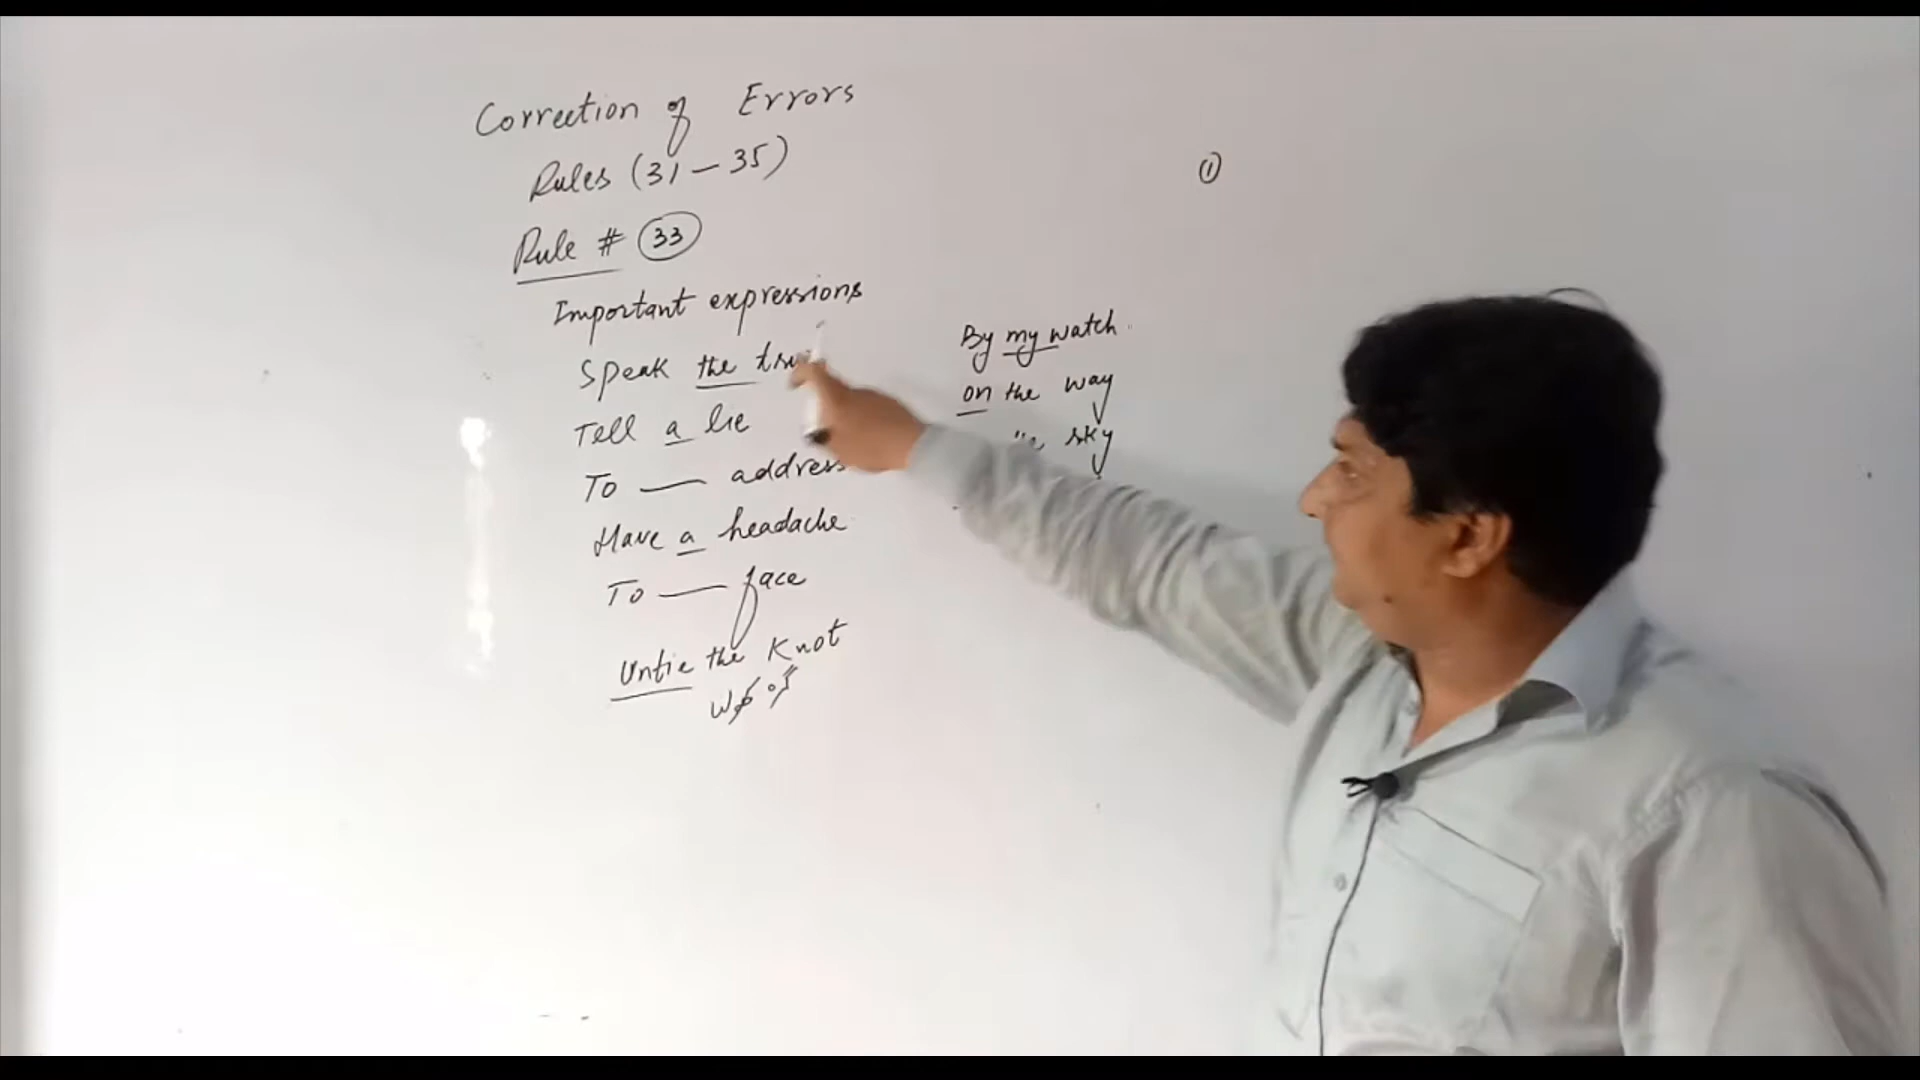 Correction of Errors
Rules (31 – 35)
Rule # 33
Important expressions
Speak the
Tell a lie
To — address
Have a headache
To — face
Untie the Knot
By my watch
on the way
sky
1